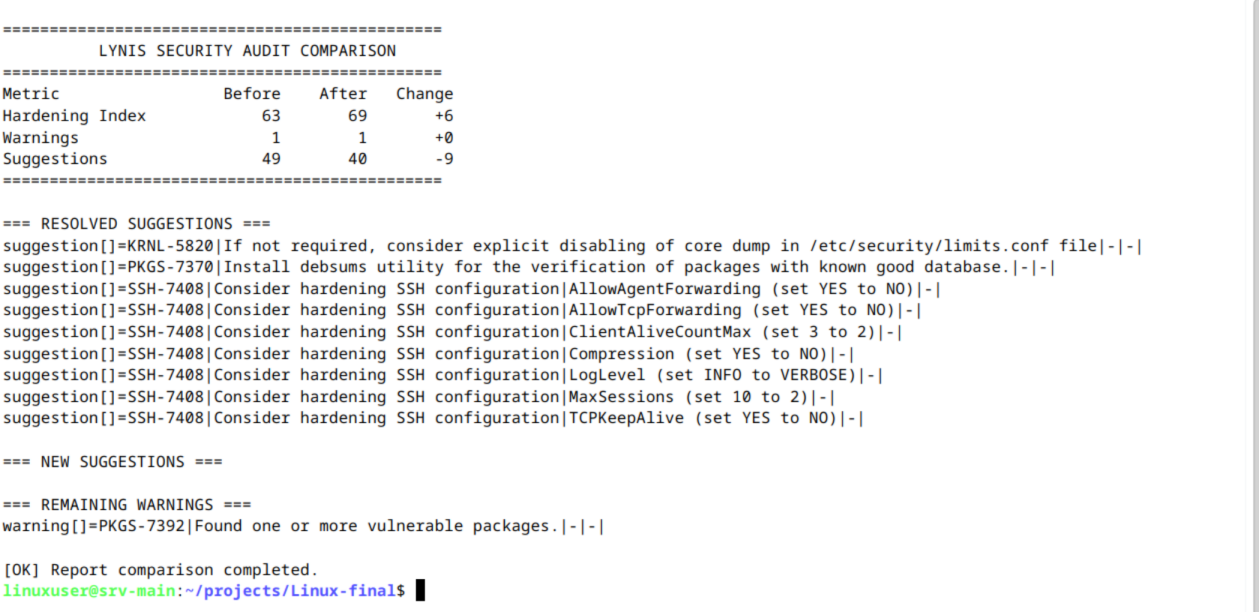 ===============================================
          LYNIS SECURITY AUDIT COMPARISON
===============================================
Metric                 Before    After   Change
Hardening Index            63       69       +6
Warnings                    1        1       +0
Suggestions                49       40       -9
===============================================

=== RESOLVED SUGGESTIONS ===
suggestion[]=KRNL-5820|If not required, consider explicit disabling of core dump in /etc/security/limits.conf file|-|-|
suggestion[]=PKGS-7370|Install debsums utility for the verification of packages with known good database.|-|-|
suggestion[]=SSH-7408|Consider hardening SSH configuration|AllowAgentForwarding (set YES to NO)|-|
suggestion[]=SSH-7408|Consider hardening SSH configuration|AllowTcpForwarding (set YES to NO)|-|
suggestion[]=SSH-7408|Consider hardening SSH configuration|ClientAliveCountMax (set 3 to 2)|-|
suggestion[]=SSH-7408|Consider hardening SSH configuration|Compression (set YES to NO)|-|
suggestion[]=SSH-7408|Consider hardening SSH configuration|LogLevel (set INFO to VERBOSE)|-|
suggestion[]=SSH-7408|Consider hardening SSH configuration|MaxSessions (set 10 to 2)|-|
suggestion[]=SSH-7408|Consider hardening SSH configuration|TCPKeepAlive (set YES to NO)|-|

=== NEW SUGGESTIONS ===

=== REMAINING WARNINGS ===
warning[]=PKGS-7392|Found one or more vulnerable packages.|-|-|

[OK] Report comparison completed.
linuxuser@srv-main:~/projects/Linux-final$